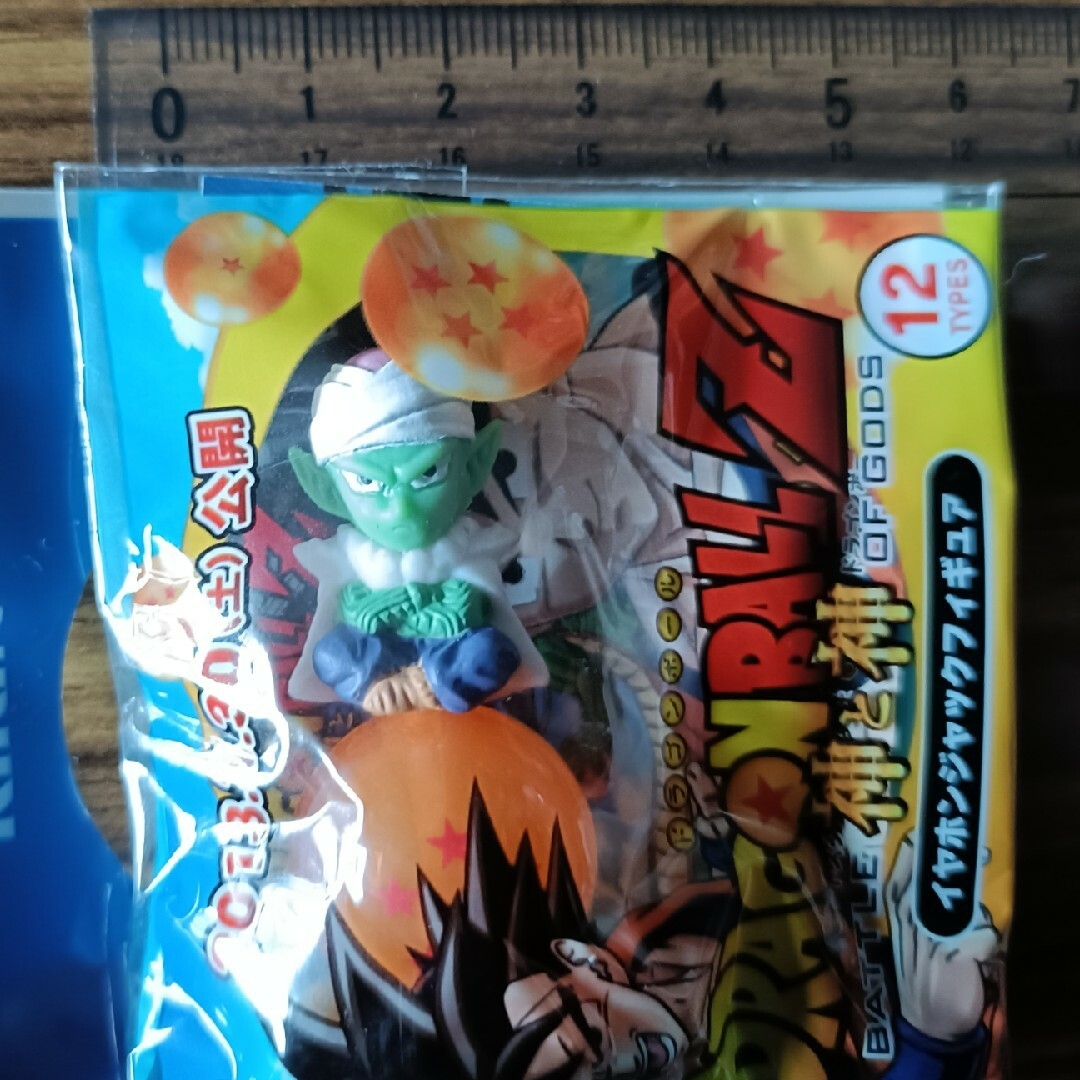 0 1 2 3 4 5 6 7
18 17 16 15 14 13 12
12
TYPES
ドラゴンボール
DRAGON BALL Z
神と神
BATTLE OF GODS
イヤホンジャックフィギュア
(土) 公開